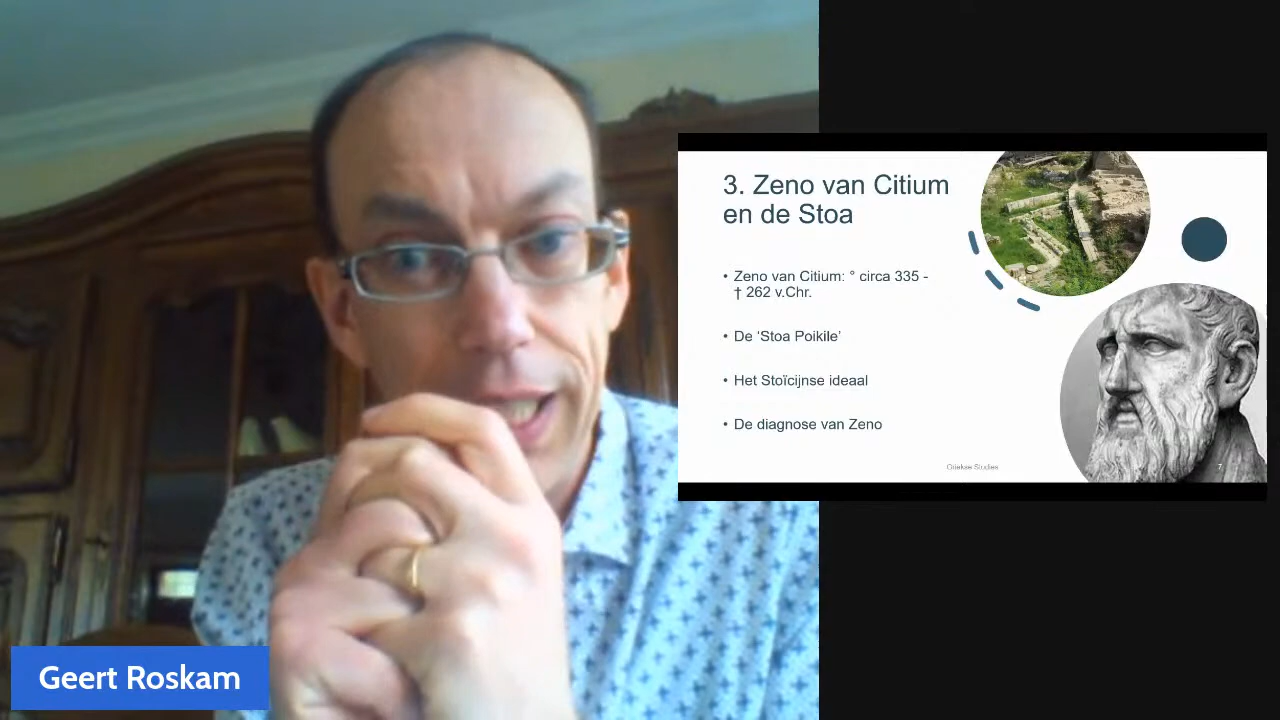 3. Zeno van Citium
en de Stoa
• Zeno van Citium: ° circa 335 -
† 262 v.Chr.
• De ‘Stoa Poikile’
• Het Stoïcijnse ideaal
• De diagnose van Zeno
Griekse Studies
7
Geert Roskam